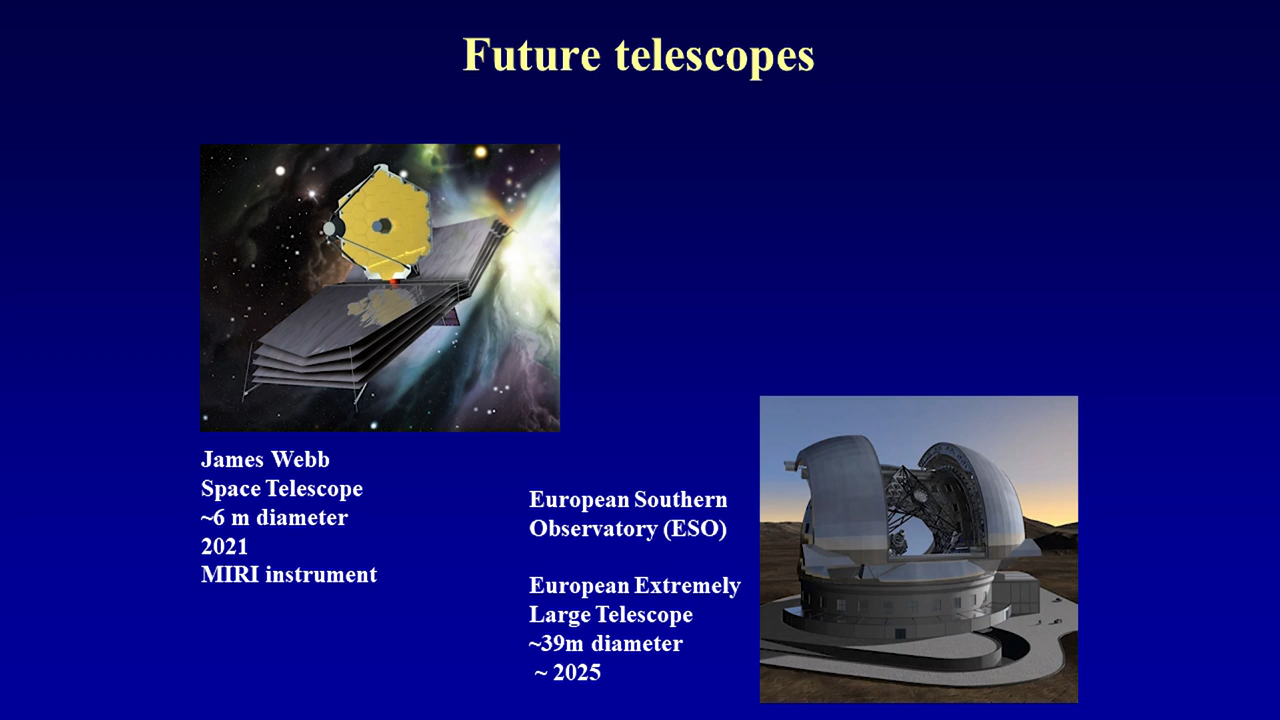 Future telescopes
James Webb
Space Telescope
~6 m diameter
2021
MIRI instrument
European Southern
Observatory (ESO)
European Extremely
Large Telescope
~39m diameter
~ 2025